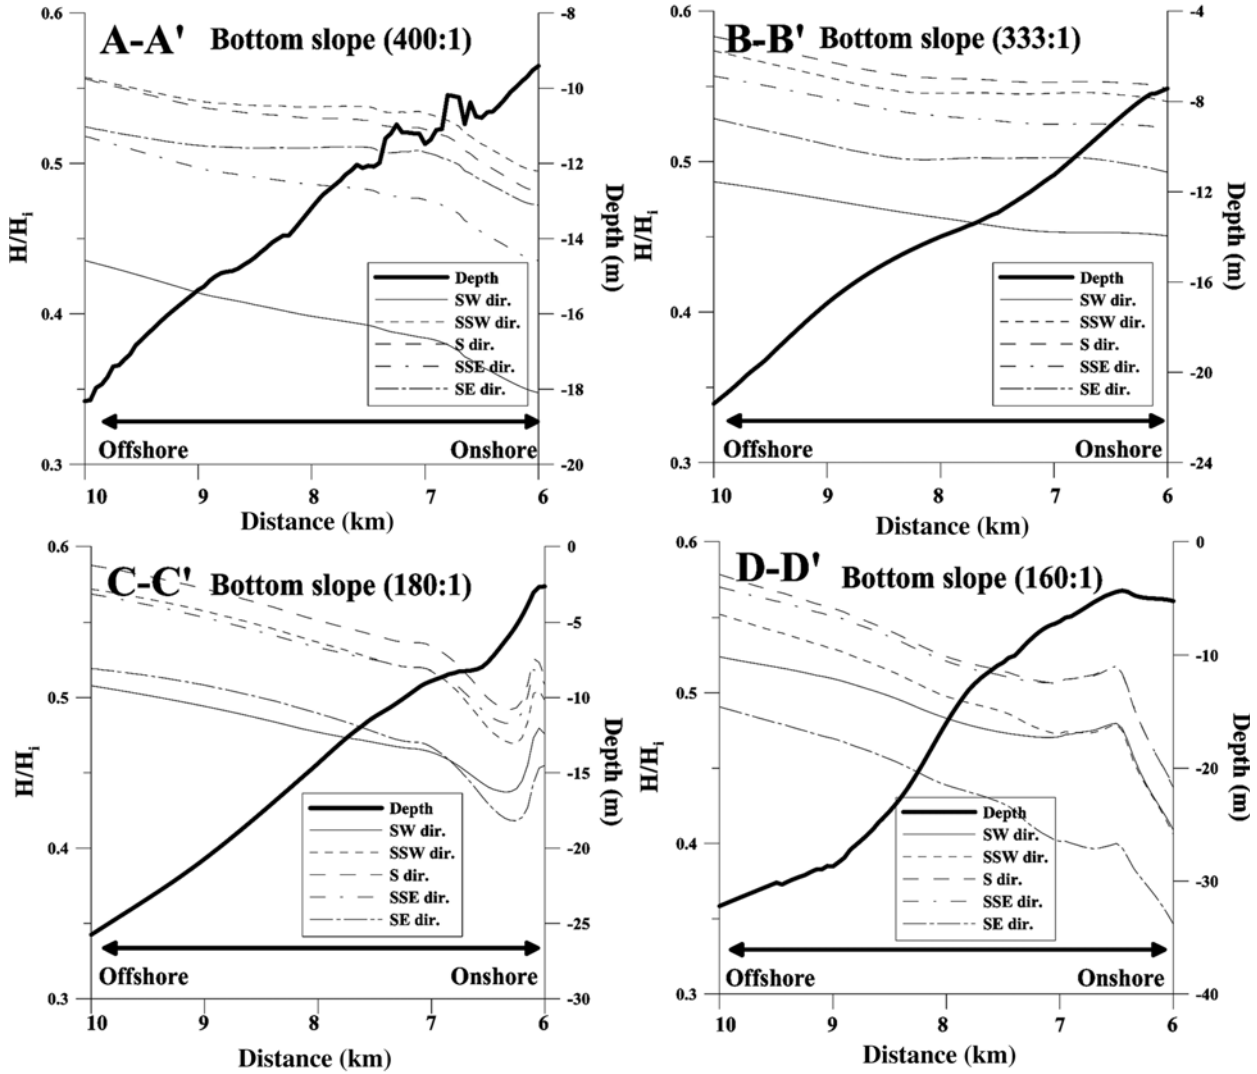 A-A' Bottom slope (400:1)
0.6
0.5
0.4
0.3
H/Hi
-8
-10
-12
-14
-16
-18
-20
Depth (m)
Depth
SW dir.
SSW dir.
S dir.
SSE dir.
SE dir.
Offshore Onshore
10 9 8 7 6
Distance (km)
B-B' Bottom slope (333:1)
0.6
0.5
0.4
0.3
H/Hi
-4
-8
-12
-16
-20
-24
Depth (m)
Depth
SW dir.
SSW dir.
S dir.
SSE dir.
SE dir.
Offshore Onshore
10 9 8 7 6
Distance (km)
C-C' Bottom slope (180:1)
0.6
0.5
0.4
0.3
H/Hi
0
-5
-10
-15
-20
-25
-30
Depth (m)
Depth
SW dir.
SSW dir.
S dir.
SSE dir.
SE dir.
Offshore Onshore
10 9 8 7 6
Distance (km)
D-D' Bottom slope (160:1)
0.6
0.5
0.4
0.3
H/Hi
0
-10
-20
-30
-40
Depth (m)
Depth
SW dir.
SSW dir.
S dir.
SSE dir.
SE dir.
Offshore Onshore
10 9 8 7 6
Distance (km)